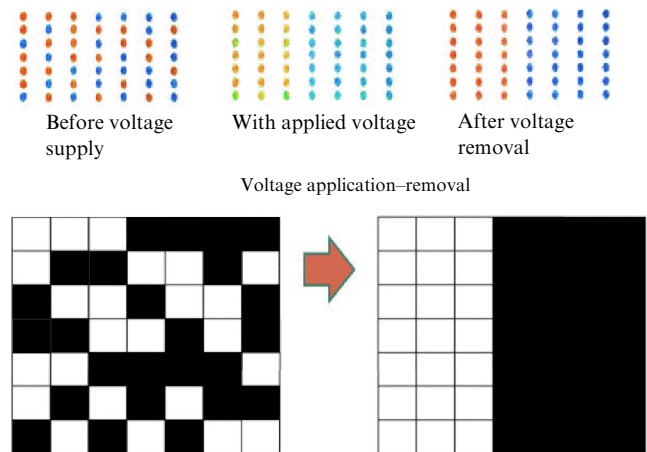 Before voltage
supply
With applied voltage
After voltage
removal
Voltage application–removal